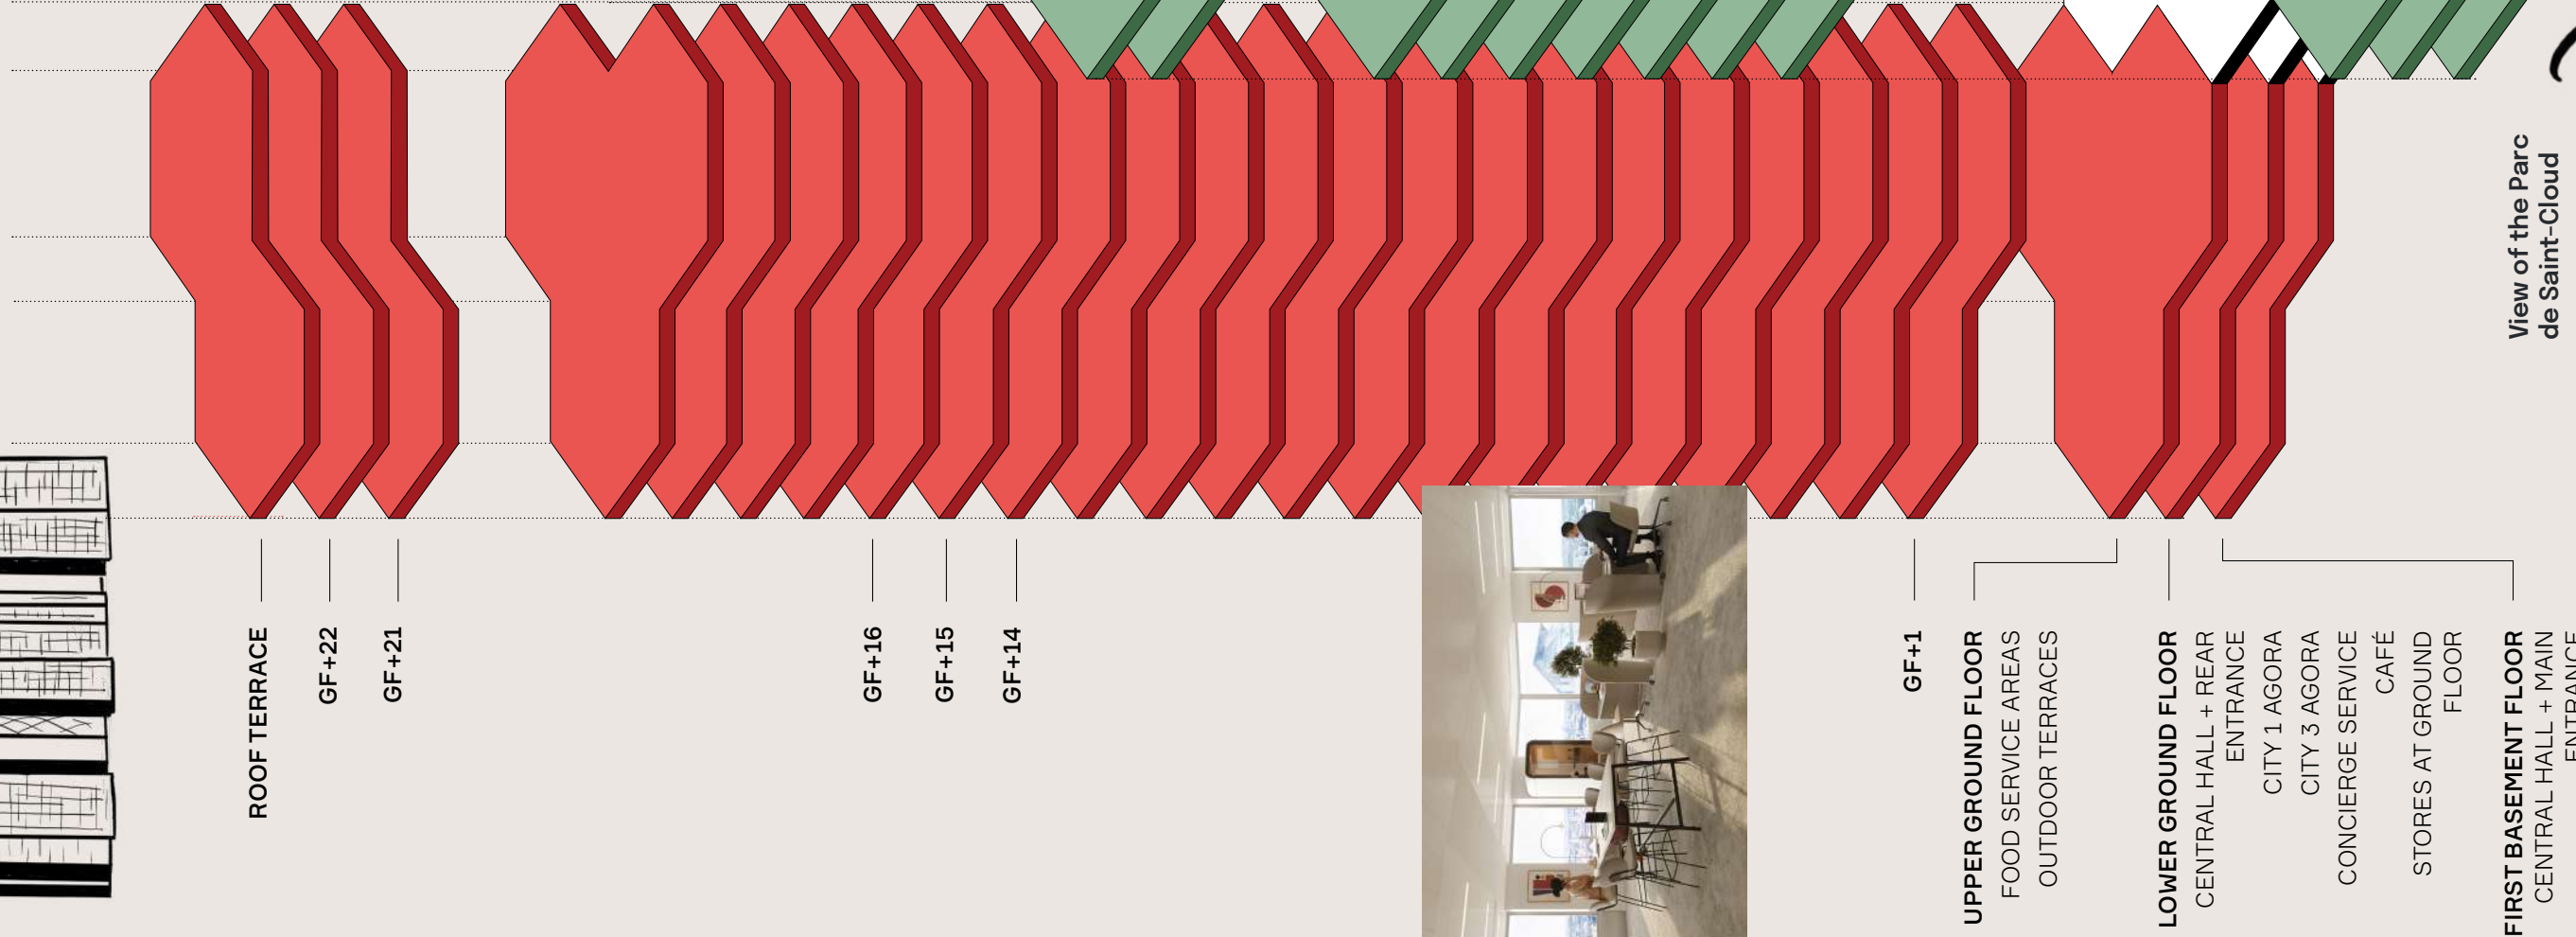 View of the Parc
de Saint-Cloud
ROOF TERRACE
GF+22
GF+21
GF+16
GF+15
GF+14
GF+1
UPPER GROUND FLOOR
FOOD SERVICE AREAS
OUTDOOR TERRACES
LOWER GROUND FLOOR
CENTRAL HALL + REAR
ENTRANCE
CITY 1 AGORA
CITY 3 AGORA
CONCIERGE SERVICE
CAFÉ
STORES AT GROUND
FLOOR
FIRST BASEMENT FLOOR
CENTRAL HALL + MAIN
ENTRANCE